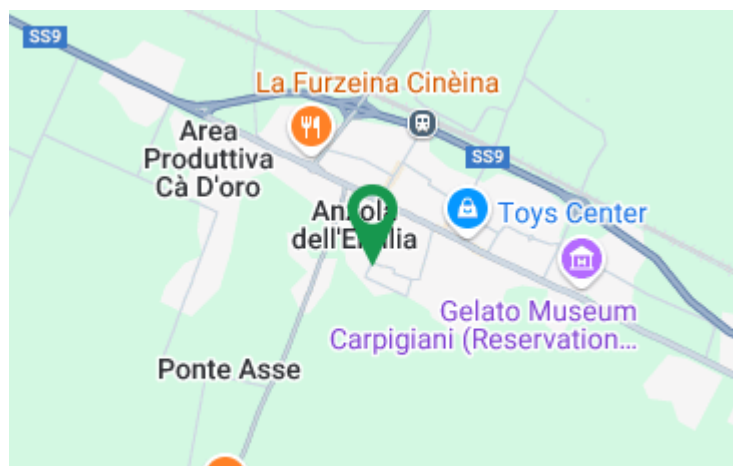 SS9
La Furzeina Cinèina
Area
Produttiva
Cà D'oro
SS9
Anzola
dell'Emilia
Toys Center
Gelato Museum
Carpigiani (Reservation...
Ponte Asse